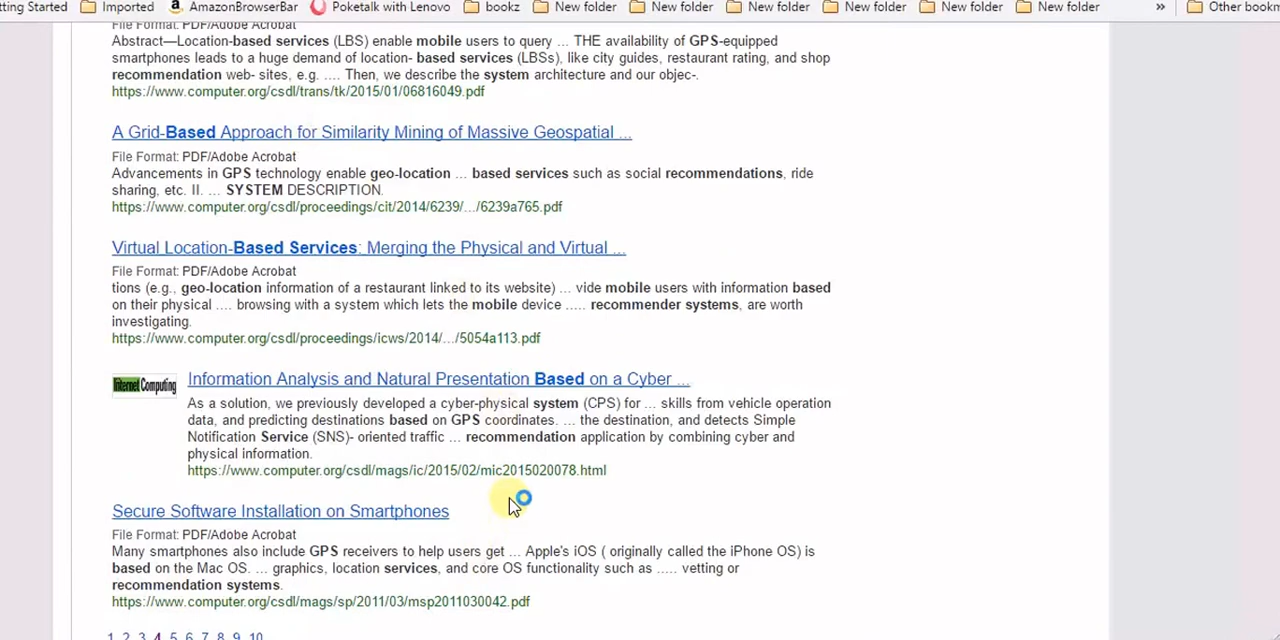 tting Started Imported AmazonBrowserBar Poketalk with Lenovo bookz New folder New folder New folder New folder New folder New folder » Other bookm
File Format: PDF/Adobe Acrobat
Abstract—Location-based services (LBS) enable mobile users to query ... THE availability of GPS-equipped
smartphones leads to a huge demand of location- based services (LBSs), like city guides, restaurant rating, and shop
recommendation web- sites, e.g. .... Then, we describe the system architecture and our objec-.
https://www.computer.org/csdl/trans/tk/2015/01/06816049.pdf
A Grid-Based Approach for Similarity Mining of Massive Geospatial ...
File Format: PDF/Adobe Acrobat
Advancements in GPS technology enable geo-location ... based services such as social recommendations, ride
sharing, etc. II. ... SYSTEM DESCRIPTION.
https://www.computer.org/csdl/proceedings/cit/2014/6239/.../6239a765.pdf
Virtual Location-Based Services: Merging the Physical and Virtual ...
File Format: PDF/Adobe Acrobat
tions (e.g., geo-location information of a restaurant linked to its website) ... vide mobile users with information based
on their physical .... browsing with a system which lets the mobile device ..... recommender systems, are worth
investigating.
https://www.computer.org/csdl/proceedings/icws/2014/.../5054a113.pdf
Internet Computing
Information Analysis and Natural Presentation Based on a Cyber ...
As a solution, we previously developed a cyber-physical system (CPS) for ... skills from vehicle operation
data, and predicting destinations based on GPS coordinates. ... the destination, and detects Simple
Notification Service (SNS)- oriented traffic ... recommendation application by combining cyber and
physical information.
https://www.computer.org/csdl/mags/ic/2015/02/mic2015020078.html
Secure Software Installation on Smartphones
File Format: PDF/Adobe Acrobat
Many smartphones also include GPS receivers to help users get ... Apple's iOS ( originally called the iPhone OS) is
based on the Mac OS. ... graphics, location services, and core OS functionality such as ..... vetting or
recommendation systems.
https://www.computer.org/csdl/mags/sp/2011/03/msp2011030042.pdf
1 2 3 4 5 6 7 8 9 10